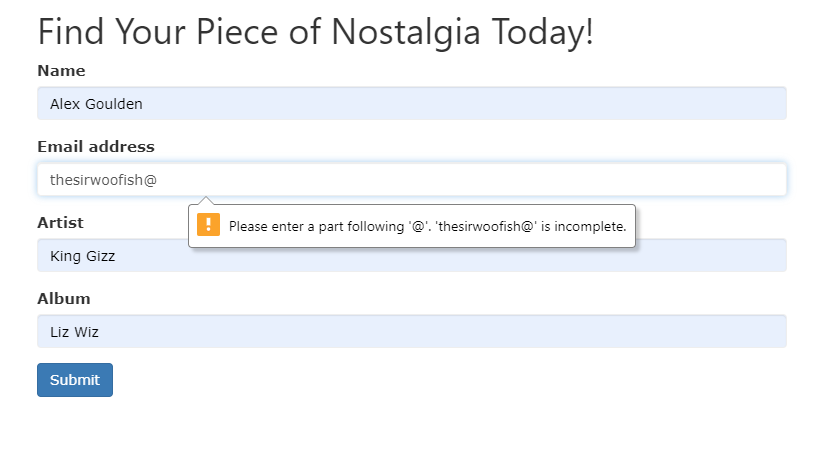 Find Your Piece of Nostalgia Today!
Name
Alex Goulden
Email address
thesirwoofish@
Please enter a part following '@'. 'thesirwoofish@' is incomplete.
Artist
King Gizz
Album
Liz Wiz
Submit